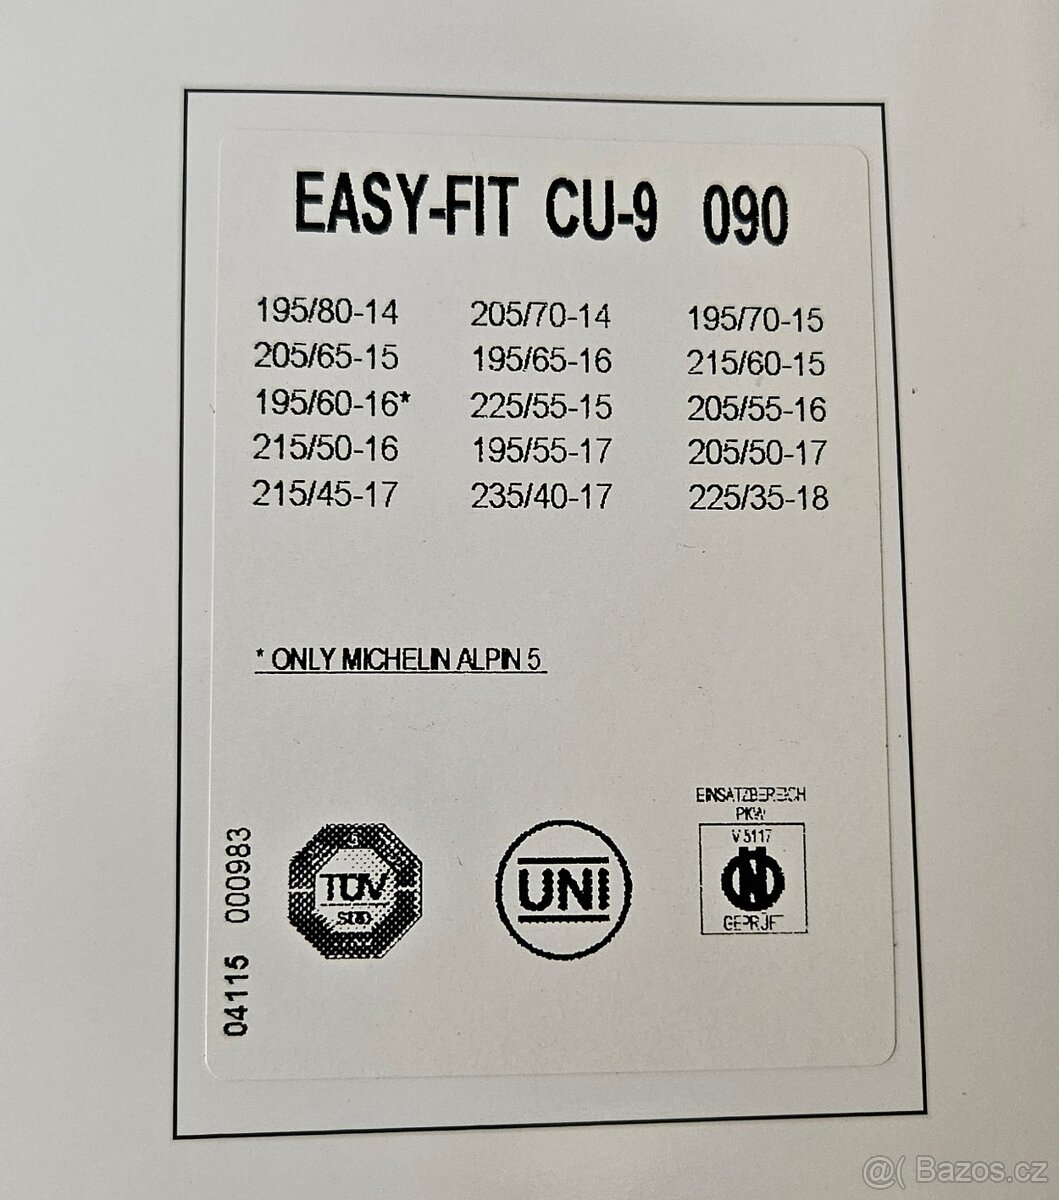 EASY-FIT CU-9 090
195/80-14 205/70-14 195/70-15
205/65-15 195/65-16 215/60-15
195/60-16* 225/55-15 205/55-16
215/50-16 195/55-17 205/50-17
215/45-17 235/40-17 225/35-18
* ONLY MICHELIN ALPIN 5
04115 000983
TÜV
SÜD
UNI
EINSATZBEREICH
PKW
V 5117
GEPRÜFT
@( Bazos.cz